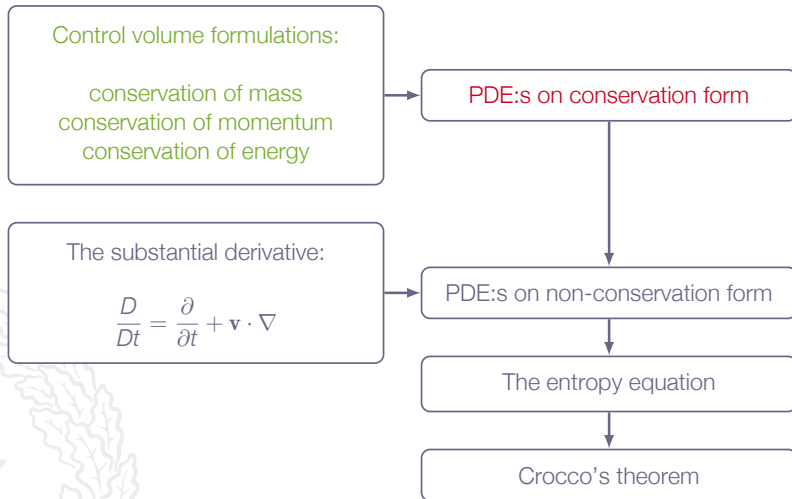 Control volume formulations:
conservation of mass
conservation of momentum
conservation of energy
PDE:s on conservation form
The substantial derivative:
D/Dt = ∂/∂t + v · ∇
PDE:s on non-conservation form
The entropy equation
Crocco’s theorem